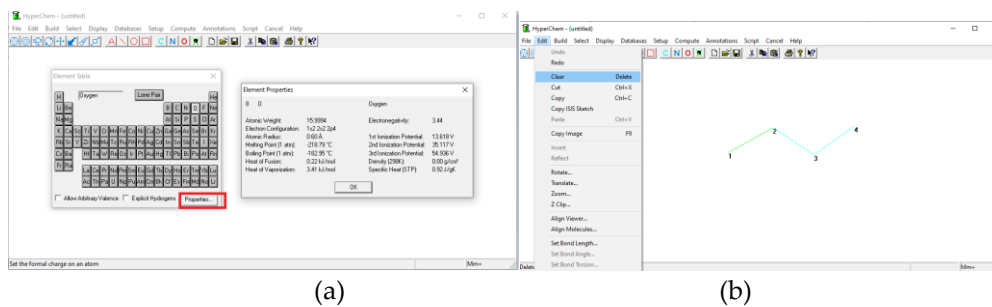 HyperChem - (untitled)
File Edit Build Select Display Databases Setup Compute Annotations Script Cancel Help
Element Table
Oxygen
Lone Pair
Allow Arbitrary Valence Explicit Hydrogens Properties...
Element Properties
8 O Oxygen
Atomic Weight: 15.9994 Electronegativity: 3.44
Electron Configuration: 1s2 2s2 2p4
Atomic Radius: 0.60 Å 1st Ionization Potential: 13.618 V
Melting Point (1 atm): -218.79 °C 2nd Ionization Potential: 35.117 V
Boiling Point (1 atm): -182.95 °C 3rd Ionization Potential: 54.936 V
Heat of Fusion: 0.22 kJ/mol Density (298K): 0.00 g/cm³
Heat of Vaporization: 3.41 kJ/mol Specific Heat (STP): 0.92 J/gK
OK
Set the formal charge on an atom
Mm+
(a)
HyperChem - (untitled)
File Edit Build Select Display Databases Setup Compute Annotations Script Cancel Help
Undo
Redo
Clear Delete
Cut Ctrl+X
Copy Ctrl+C
Copy ISIS Sketch
Paste Ctrl+V
Copy Image F9
Invert
Reflect
Rotate...
Translate...
Zoom...
Z Clip...
Align Viewer...
Align Molecules...
Set Bond Length...
Set Bond Angle...
Set Bond Torsion...
1
2
3
4
Mm+
(b)